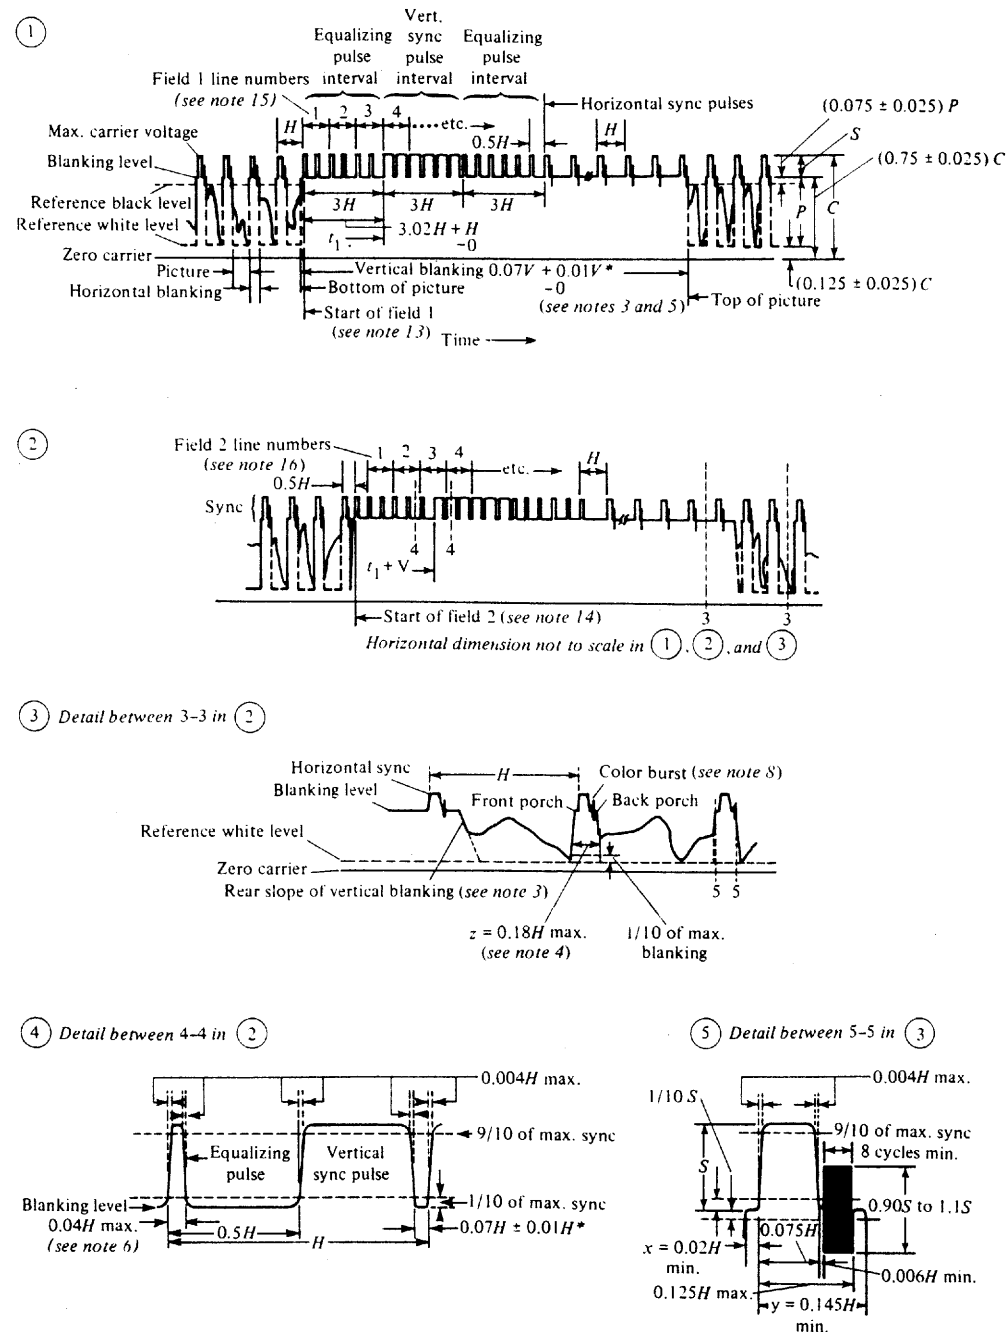 1
Vert.
Equalizing sync Equalizing
pulse pulse pulse
interval interval interval
Field 1 line numbers
(see note 15)
1 2 3 4
etc.
Horizontal sync pulses
(0.075 ± 0.025) P
Max. carrier voltage
H
0.5H
H
S
Blanking level
(0.75 ± 0.025) C
Reference black level
3H 3H 3H
P C
Reference white level
3.02H + H
-0
t1
Zero carrier
Picture
Vertical blanking 0.07V + 0.01V*
-0
Horizontal blanking
Bottom of picture
(see notes 3 and 5)
Top of picture
(0.125 ± 0.025) C
Start of field 1
(see note 13)
Time
2
Field 2 line numbers
(see note 16)
1 2 3 4
etc.
H
0.5H
Sync
4 4
t1 + V
Start of field 2 (see note 14)
3 3
Horizontal dimension not to scale in 1, 2, and 3
3 Detail between 3-3 in 2
Horizontal sync
H
Color burst (see note 8)
Blanking level
Front porch
Back porch
Reference white level
Zero carrier
Rear slope of vertical blanking (see note 3)
5 5
z = 0.18H max.
(see note 4)
1/10 of max.
blanking
4 Detail between 4-4 in 2
0.004H max.
9/10 of max. sync
Equalizing
pulse
Vertical
sync pulse
Blanking level
1/10 of max. sync
0.04H max.
(see note 6)
0.5H
H
0.07H ± 0.01H*
5 Detail between 5-5 in 3
0.004H max.
1/10 S
9/10 of max. sync
8 cycles min.
S
0.90S to 1.1S
x = 0.02H
min.
0.075H
0.006H min.
0.125H max.
y = 0.145H
min.